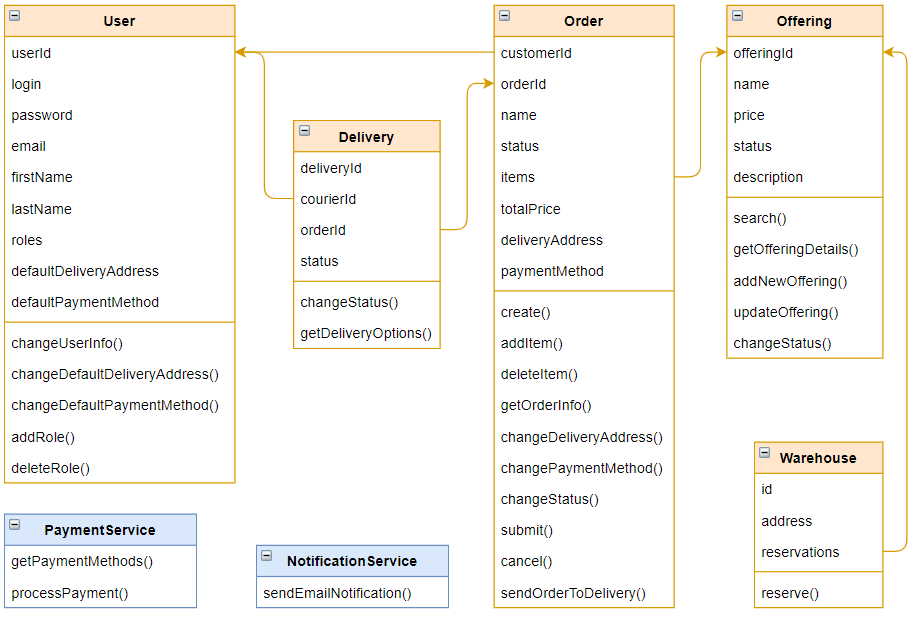 User
userId
login
password
email
firstName
lastName
roles
defaultDeliveryAddress
defaultPaymentMethod
changeUserInfo()
changeDefaultDeliveryAddress()
changeDefaultPaymentMethod()
addRole()
deleteRole()
Delivery
deliveryId
courierId
orderId
status
changeStatus()
getDeliveryOptions()
Order
customerId
orderId
name
status
items
totalPrice
deliveryAddress
paymentMethod
create()
addItem()
deleteItem()
getOrderInfo()
changeDeliveryAddress()
changePaymentMethod()
changeStatus()
submit()
cancel()
sendOrderToDelivery()
Offering
offeringId
name
price
status
description
search()
getOfferingDetails()
addNewOffering()
updateOffering()
changeStatus()
Warehouse
id
address
reservations
reserve()
PaymentService
getPaymentMethods()
processPayment()
NotificationService
sendEmailNotification()